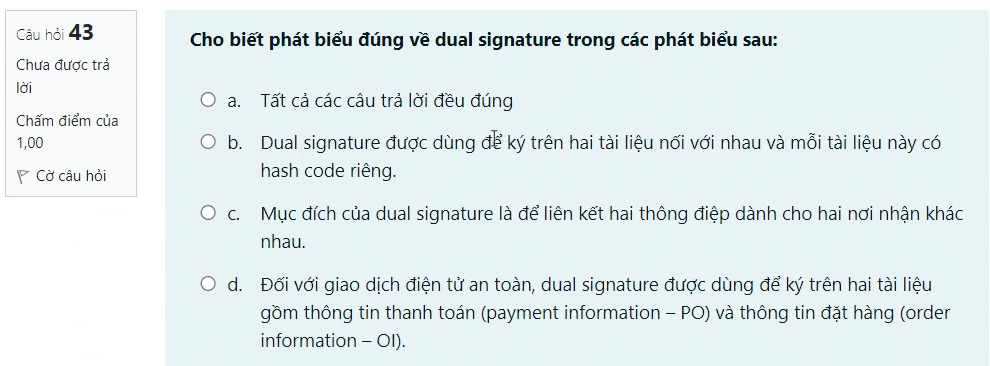 Câu hỏi 43
Chưa được trả
lời
Chấm điểm của
1,00
Cờ câu hỏi
Cho biết phát biểu đúng về dual signature trong các phát biểu sau:
a. Tất cả các câu trả lời đều đúng
b. Dual signature được dùng để ký trên hai tài liệu nối với nhau và mỗi tài liệu này có
hash code riêng.
c. Mục đích của dual signature là để liên kết hai thông điệp dành cho hai nơi nhận khác
nhau.
d. Đối với giao dịch điện tử an toàn, dual signature được dùng để ký trên hai tài liệu
gồm thông tin thanh toán (payment information – PO) và thông tin đặt hàng (order
information – OI).